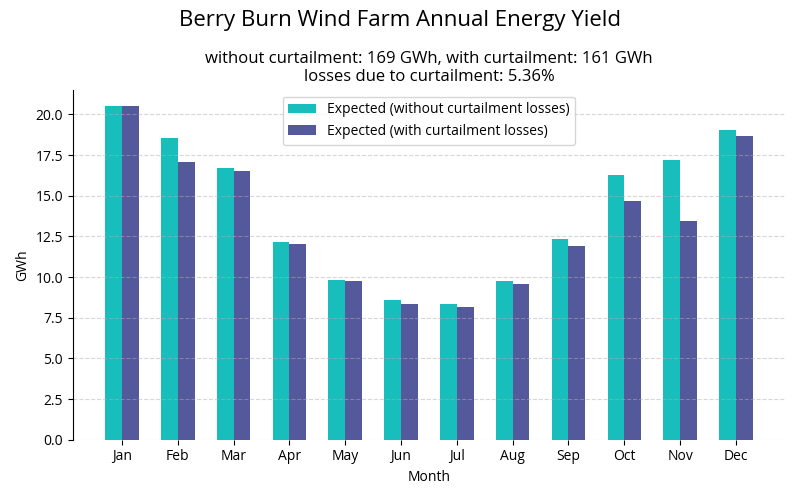 Berry Burn Wind Farm Annual Energy Yield
without curtailment: 169 GWh, with curtailment: 161 GWh
losses due to curtailment: 5.36%
Expected (without curtailment losses)
Expected (with curtailment losses)
GWh
20.0
17.5
15.0
12.5
10.0
7.5
5.0
2.5
0.0
Jan Feb Mar Apr May Jun Jul Aug Sep Oct Nov Dec
Month